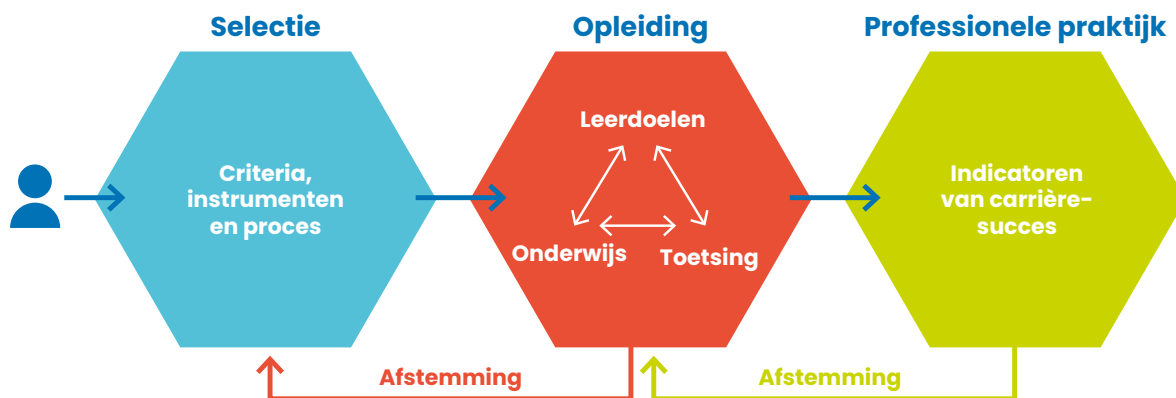 Selectie
Opleiding
Professionele praktijk
Criteria,
instrumenten
en proces
Leerdoelen
Onderwijs
Toetsing
Indicatoren
van carrière-
succes
Afstemming
Afstemming